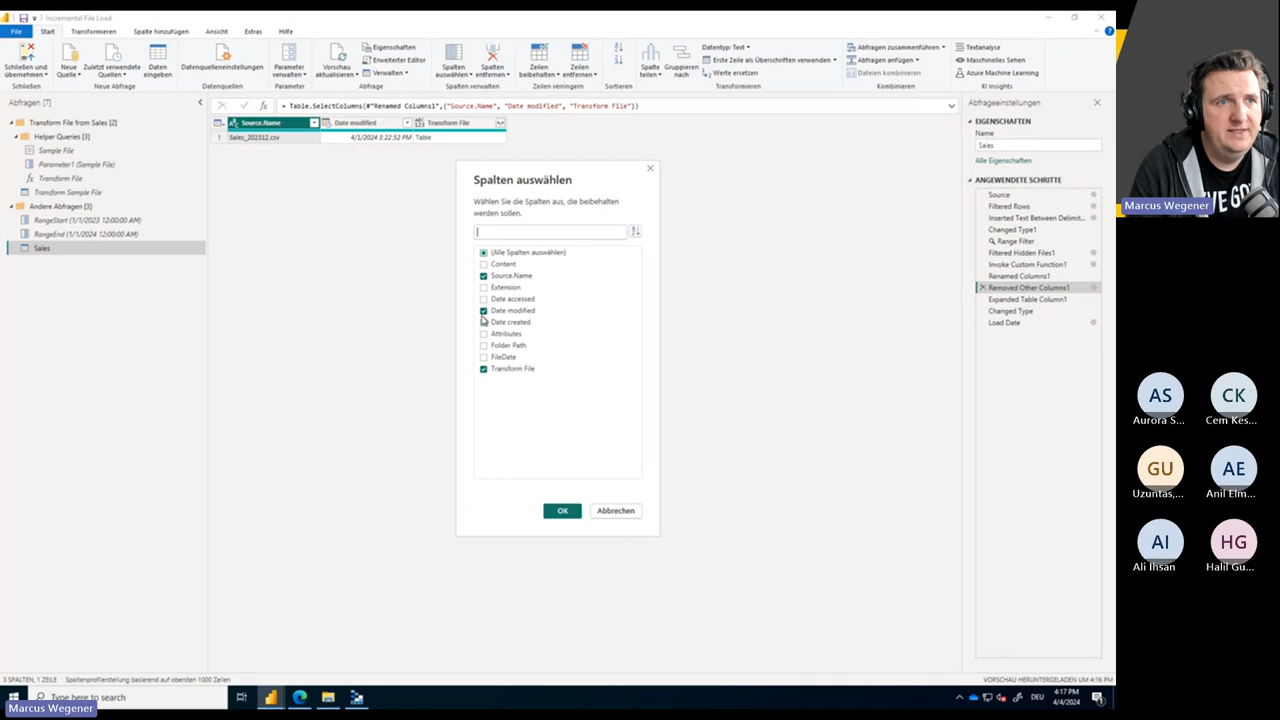 Incremental File Load
File
Start
Transformieren
Spalte hinzufügen
Ansicht
Extras
Hilfe
Schließen und übernehmen
Neue Quelle
Zuletzt verwendete Quellen
Daten eingeben
Datenquelleneinstellungen
Parameter verwalten
Vorschau aktualisieren
Eigenschaften
Erweiterter Editor
Verwalten
Spalten auswählen
Spalten entfernen
Zeilen beibehalten
Zeilen entfernen
Spalte teilen
Gruppieren nach
Datentyp: Text
Erste Zeile als Überschriften verwenden
Werte ersetzen
Abfragen zusammenführen
Abfragen anfügen
Dateien kombinieren
Textanalyse
Maschinelles Sehen
Azure Machine Learning
Schließen
Neue Abfrage
Datenquellen
Parameter
Abfrage
Spalten verwalten
Zeilen verringern
Sortieren
Transformieren
Kombinieren
KI Insights
Abfragen [7]
Transform File from Sales [2]
Helper Queries [3]
Sample File
Parameter1 (Sample File)
fx Transform File
Transform Sample File
Andere Abfragen [3]
RangeStart (1/1/2023 12:00:00 AM)
RangeEnd (1/1/2024 12:00:00 AM)
Sales
fx = Table.SelectColumns(#"Renamed Columns1",{"Source.Name", "Date modified", "Transform File"})
Source.Name
Date modified
Transform File
1 Sales_202312.csv 4/1/2024 3:22:52 PM Table
Spalten auswählen
Wählen Sie die Spalten aus, die beibehalten
werden sollen.
(Alle Spalten auswählen)
Content
Source.Name
Extension
Date accessed
Date modified
Date created
Attributes
Folder Path
FileDate
Transform File
OK
Abbrechen
Abfrageeinstellungen
EIGENSCHAFTEN
Name
Sales
Alle Eigenschaften
ANGEWENDETE SCHRITTE
Source
Filtered Rows
Inserted Text Between Delimit...
Changed Type1
Range Filter
Filtered Hidden Files1
Invoke Custom Function1
Renamed Columns1
Removed Other Columns1
Expanded Table Column1
Changed Type
Load Date
3 SPALTEN, 1 ZEILE
Spaltenprofilerstellung basierend auf obersten 1000 Zeilen
VORSCHAU HERUNTERGELADEN UM 4:16 PM
Type here to search
DEU
4:17 PM
4/4/2024
Marcus Wegener
Marcus Wegener
AS
Aurora S...
CK
Cem Kes...
GU
Uzuntas,...
AE
Anil Elm...
AI
Ali Ihsan
HG
Halil Gu...